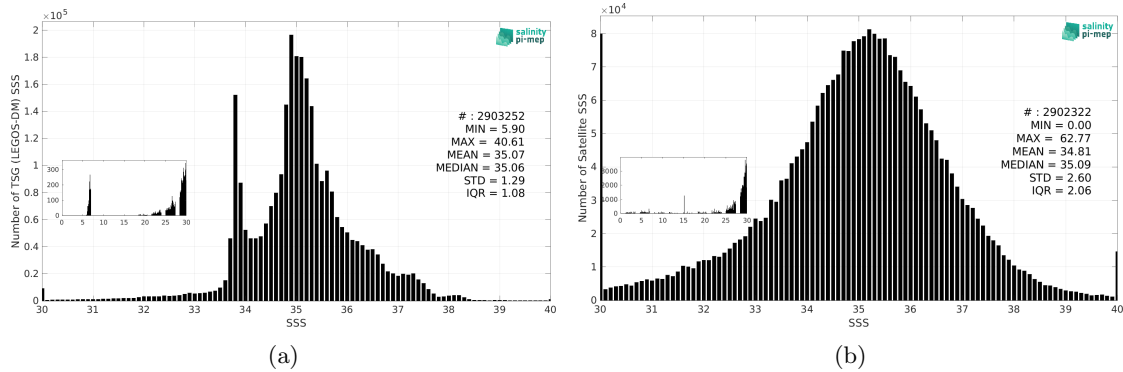 ×10⁵
2
1.8
1.6
1.4
1.2
1
0.8
0.6
0.4
0.2
0
Number of TSG (LEGOS-DM) SSS
salinity
pi-mep
# : 2903252
MIN = 5.90
MAX = 40.61
MEAN = 35.07
MEDIAN = 35.06
STD = 1.29
IQR = 1.08
300
200
100
0
0 5 10 15 20 25 30
30 31 32 33 34 35 36 37 38 39 40
SSS
(a)
×10⁴
8
7
6
5
4
3
2
1
0
Number of Satellite SSS
salinity
pi-mep
# : 2902322
MIN = 0.00
MAX = 62.77
MEAN = 34.81
MEDIAN = 35.09
STD = 2.60
IQR = 2.06
3000
2000
1000
0
0 5 10 15 20 25 30
30 31 32 33 34 35 36 37 38 39 40
SSS
(b)